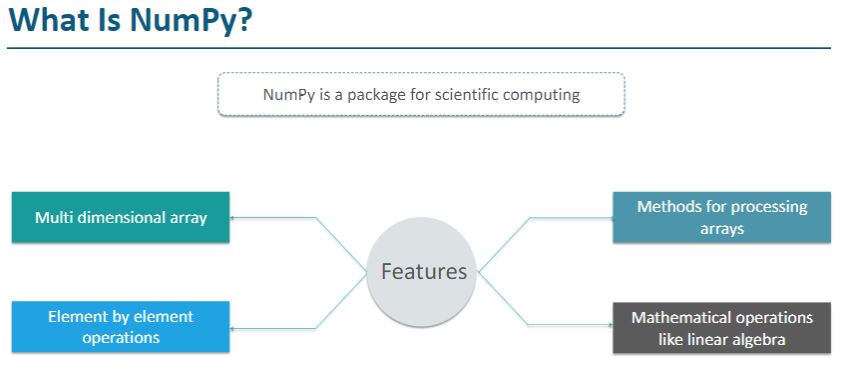 What Is NumPy?
NumPy is a package for scientific computing
Multi dimensional array
Methods for processing
arrays
Features
Element by element
operations
Mathematical operations
like linear algebra